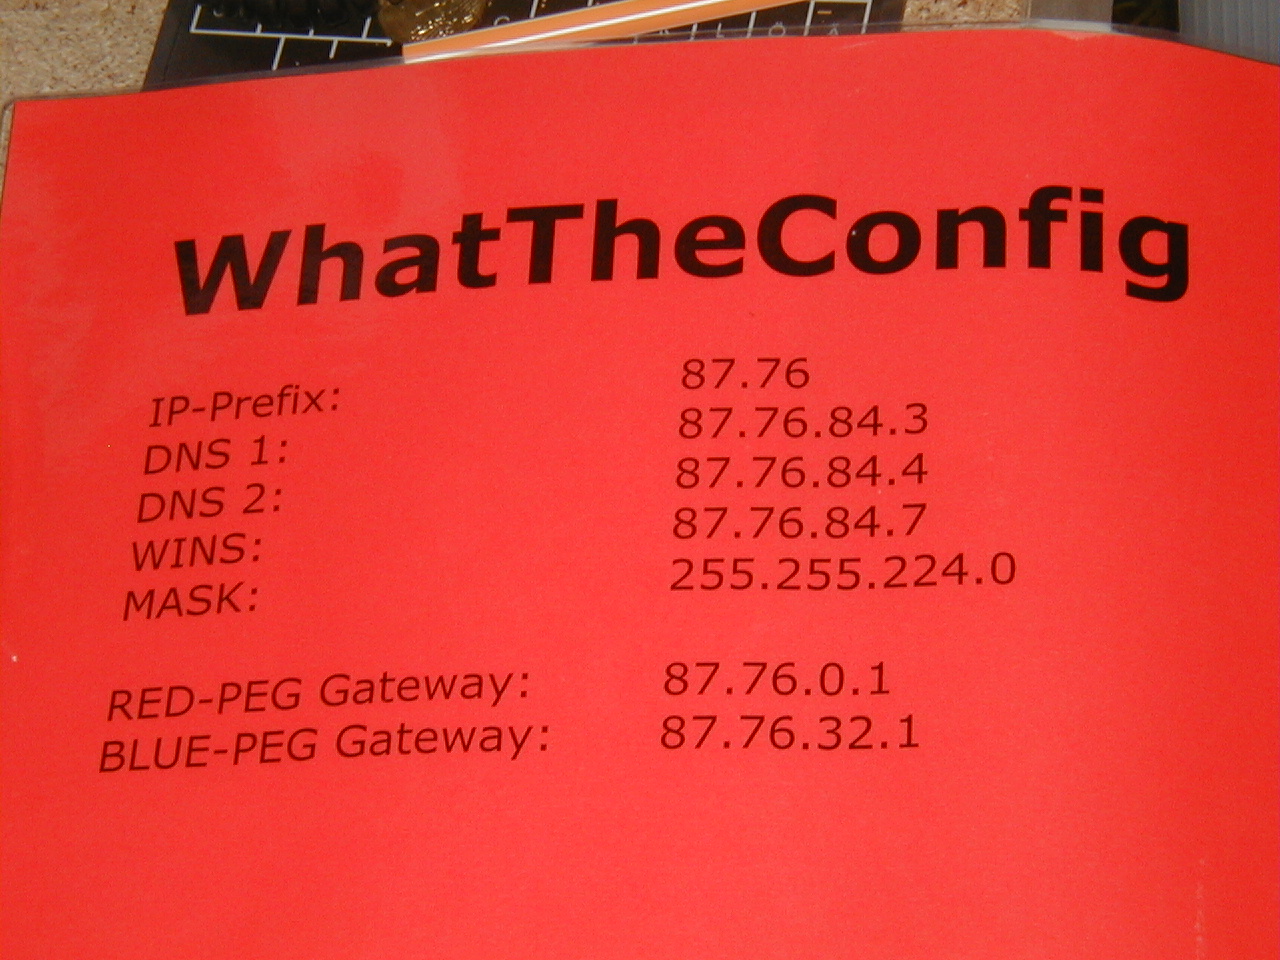 WhatTheConfig
IP-Prefix: 87.76
DNS 1: 87.76.84.3
DNS 2: 87.76.84.4
WINS: 87.76.84.7
MASK: 255.255.224.0
RED-PEG Gateway: 87.76.0.1
BLUE-PEG Gateway: 87.76.32.1